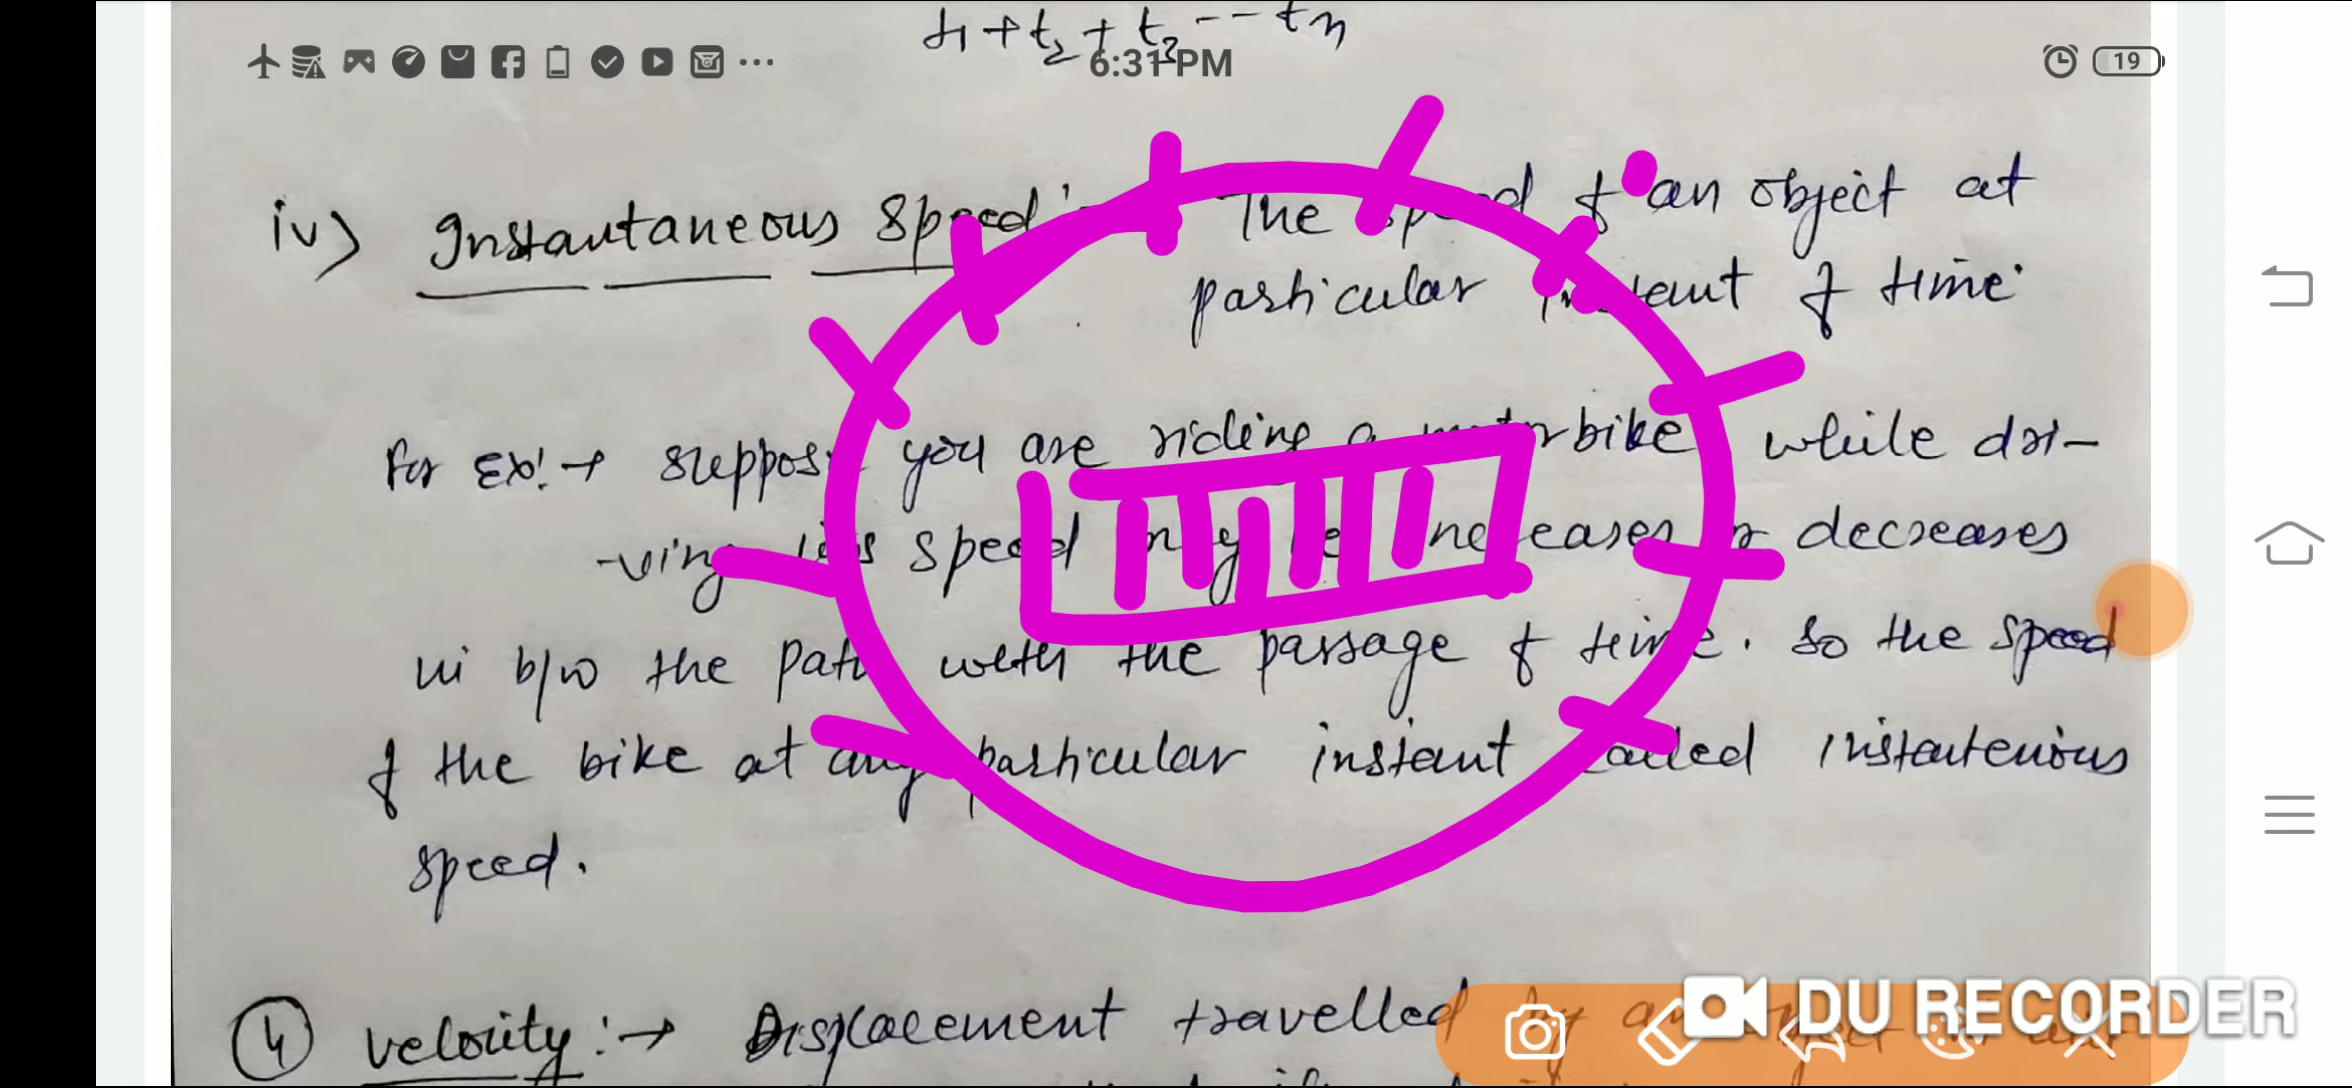 t1 + t2 + t3 -- tn
6:31 PM
19
iv) Instantaneous Speed The of an object at
particular of time.
For Ex! → you are riding a while dri-
-ving speed decreases
in b/w the path with the passage of time. So the speed
of the bike at any particular instant called instantenious
speed.
4 velocity :→ Displacement travelled by
DU RECORDER